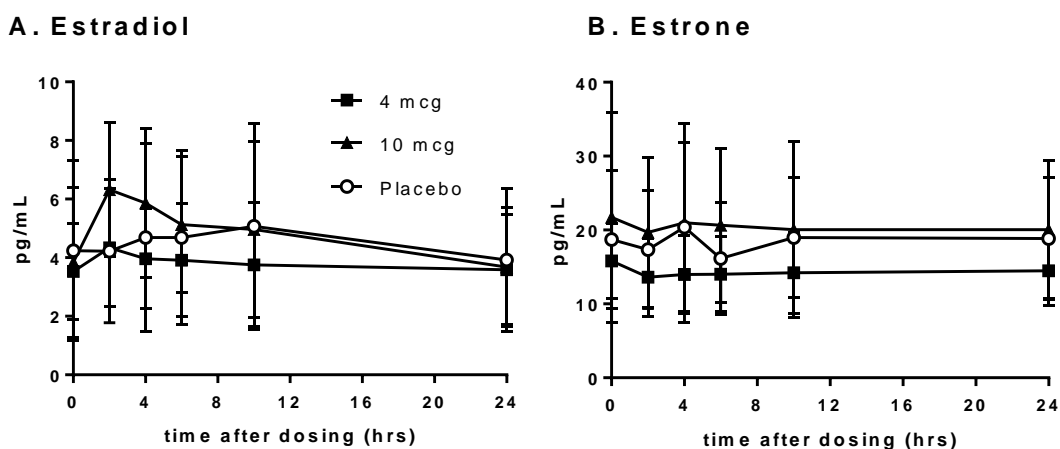 A. Estradiol
10
8
6
4
2
0
pg/mL
4 mcg
10 mcg
Placebo
0 4 8 12 16 20 24
time after dosing (hrs)
B. Estrone
40
30
20
10
0
pg/mL
0 4 8 12 16 20 24
time after dosing (hrs)